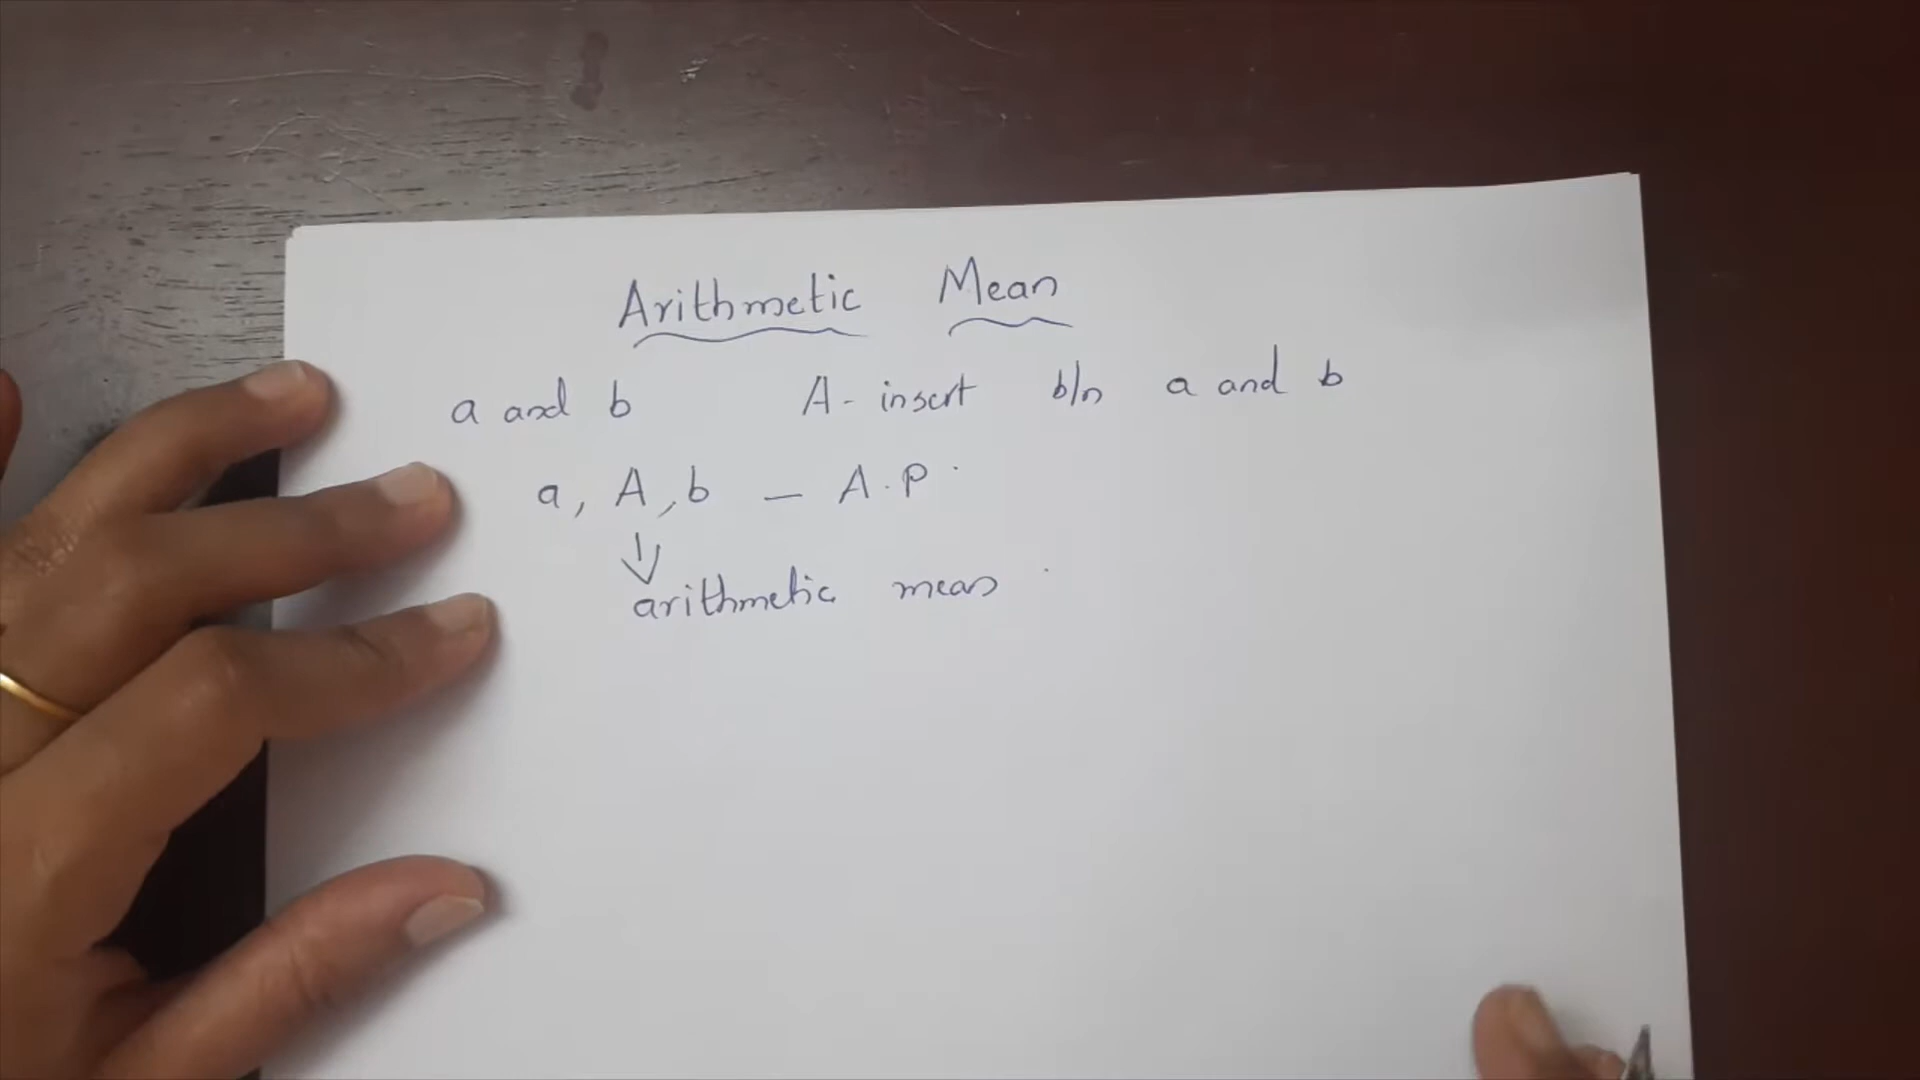 Arithmetic Mean
a and b A - insert b/n a and b
a, A, b — A.P.
arithmetic mean.